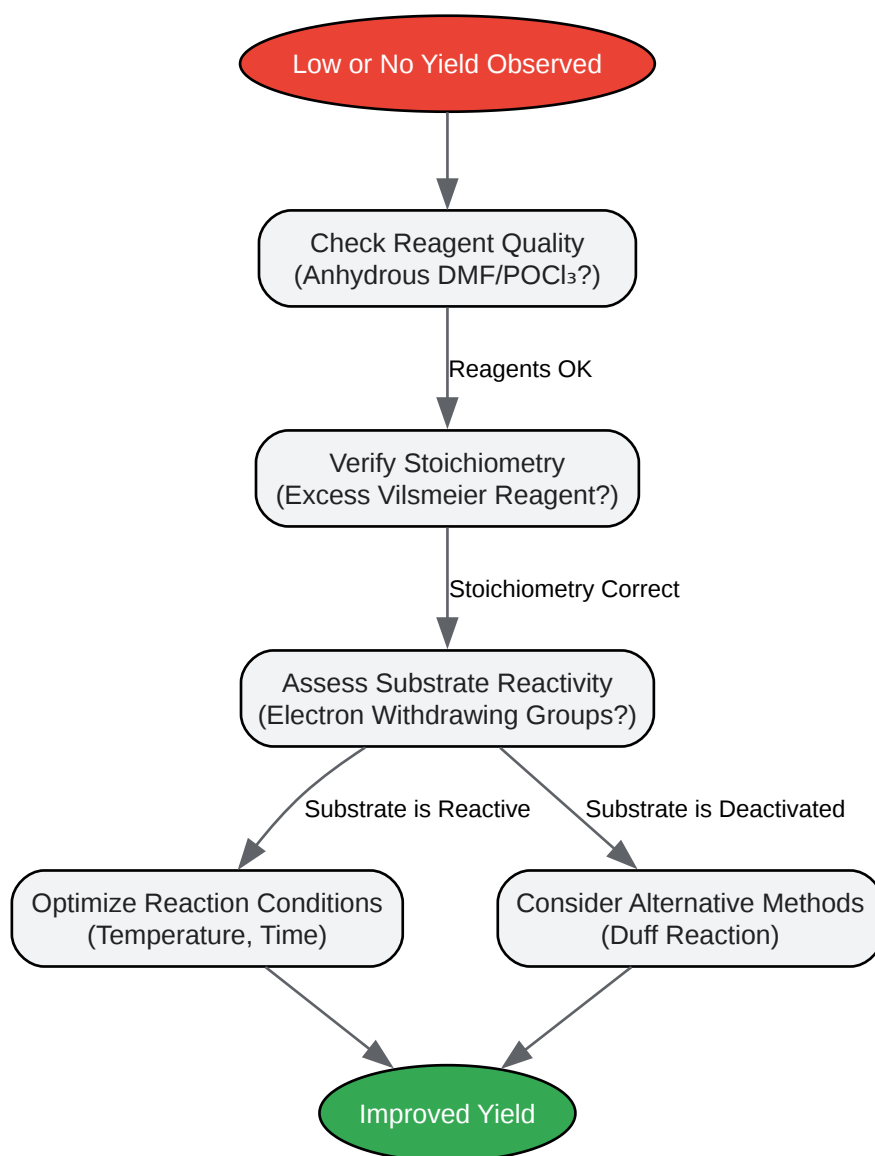 Low or No Yield Observed
Check Reagent Quality
(Anhydrous DMF/POCl₃?)
Reagents OK
Verify Stoichiometry
(Excess Vilsmeier Reagent?)
Stoichiometry Correct
Assess Substrate Reactivity
(Electron Withdrawing Groups?)
Substrate is Reactive
Substrate is Deactivated
Optimize Reaction Conditions
(Temperature, Time)
Consider Alternative Methods
(Duff Reaction)
Improved Yield